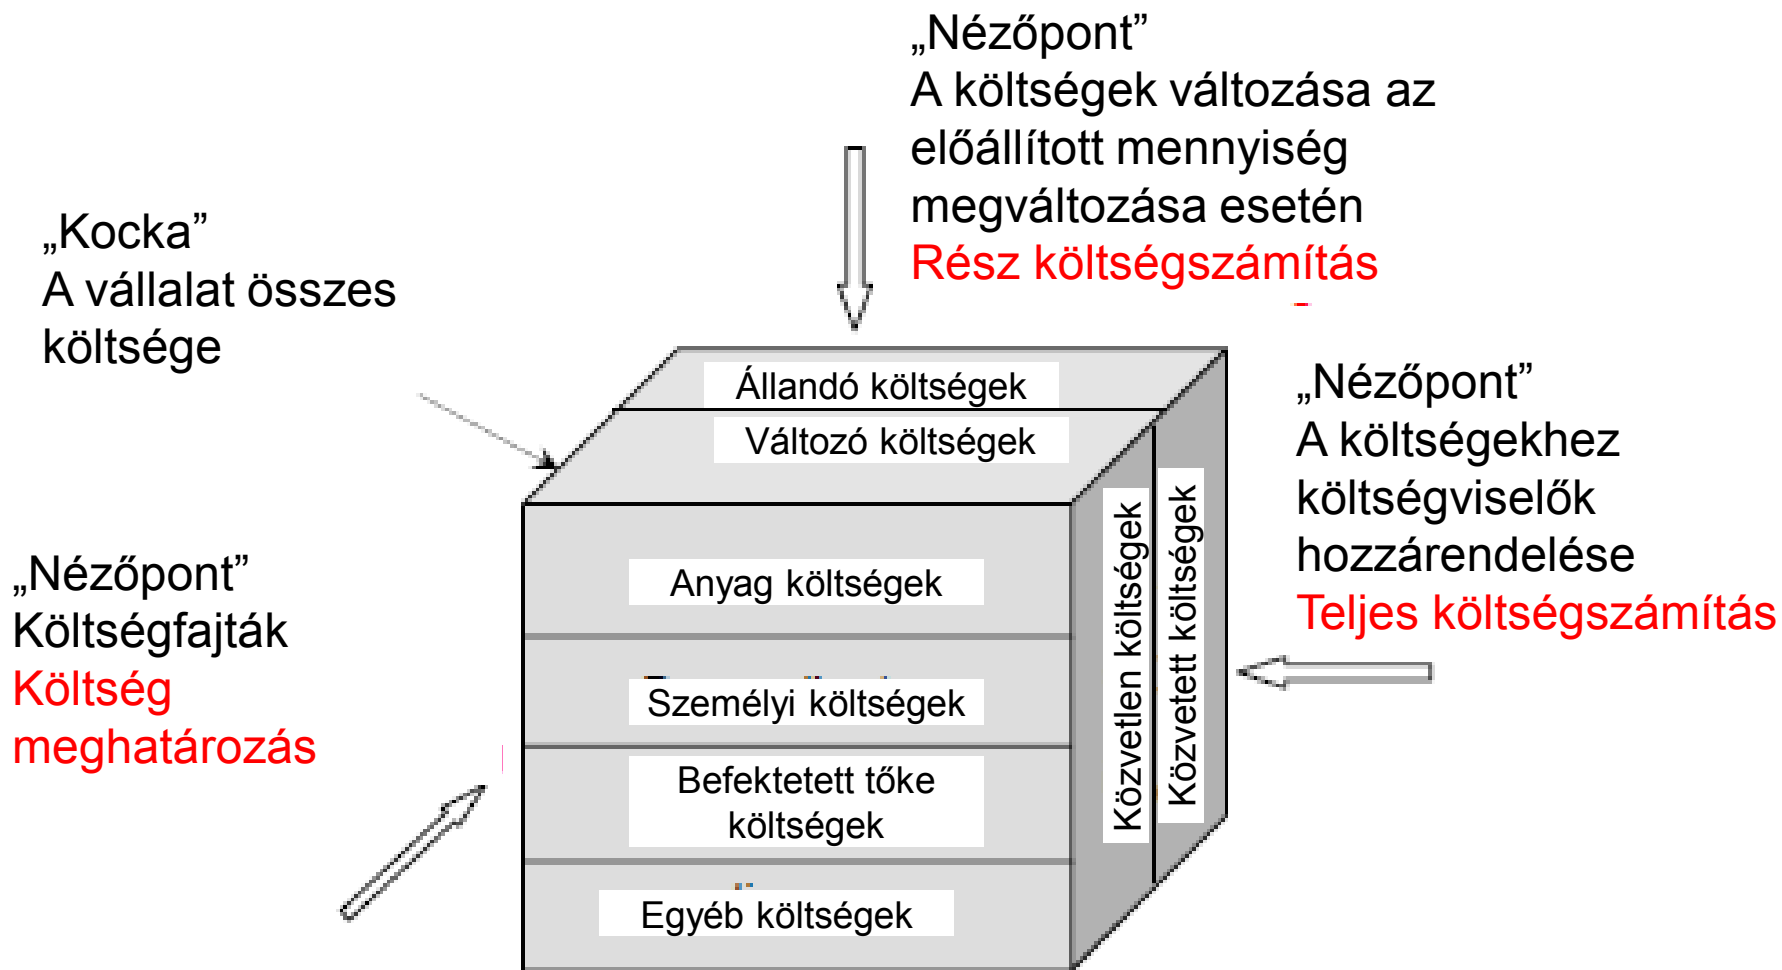 „Nézőpont”
A költségek változása az
előállított mennyiség
megváltozása esetén
Rész költségszámítás
„Kocka”
A vállalat összes
költsége
„Nézőpont”
A költségekhez
költségviselők
hozzárendelése
Teljes költségszámítás
„Nézőpont”
Költségfajták
Költség
meghatározás
Állandó költségek
Változó költségek
Anyag költségek
Személyi költségek
Befektetett tőke
költségek
Egyéb költségek
Közvetlen költségek
Közvetett költségek